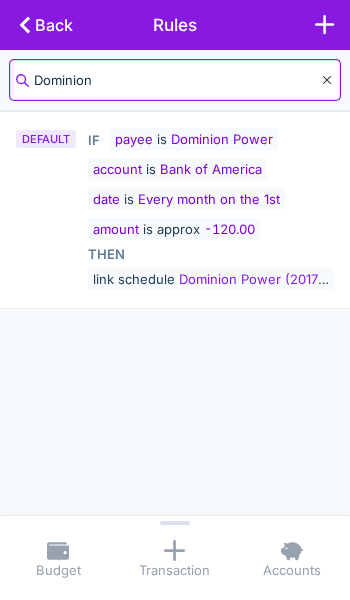 Back Rules
Dominion
DEFAULT IF payee is Dominion Power
account is Bank of America
date is Every month on the 1st
amount is approx -120.00
THEN
link schedule Dominion Power (2017...
Budget Transaction Accounts